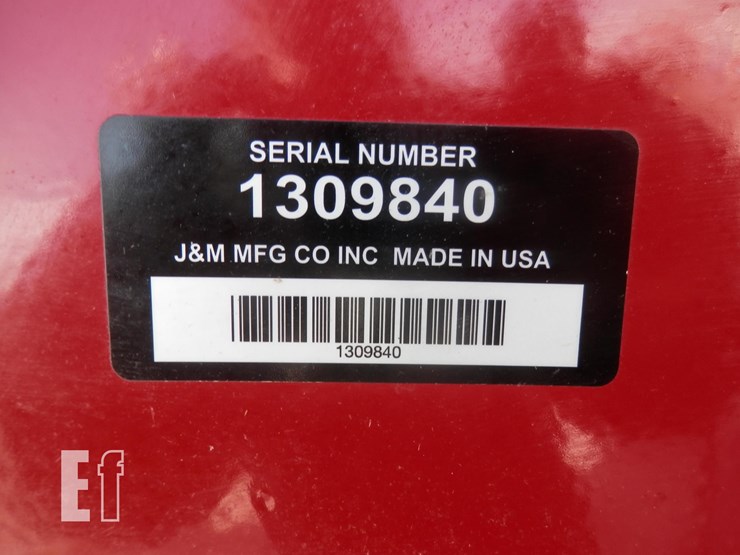 SERIAL NUMBER
1309840
J&M MFG CO INC MADE IN USA
1309840
Ef